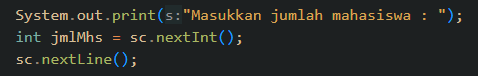 System.out.print(s:"Masukkan jumlah mahasiswa : ");
int jmlMhs = sc.nextInt();
sc.nextLine();